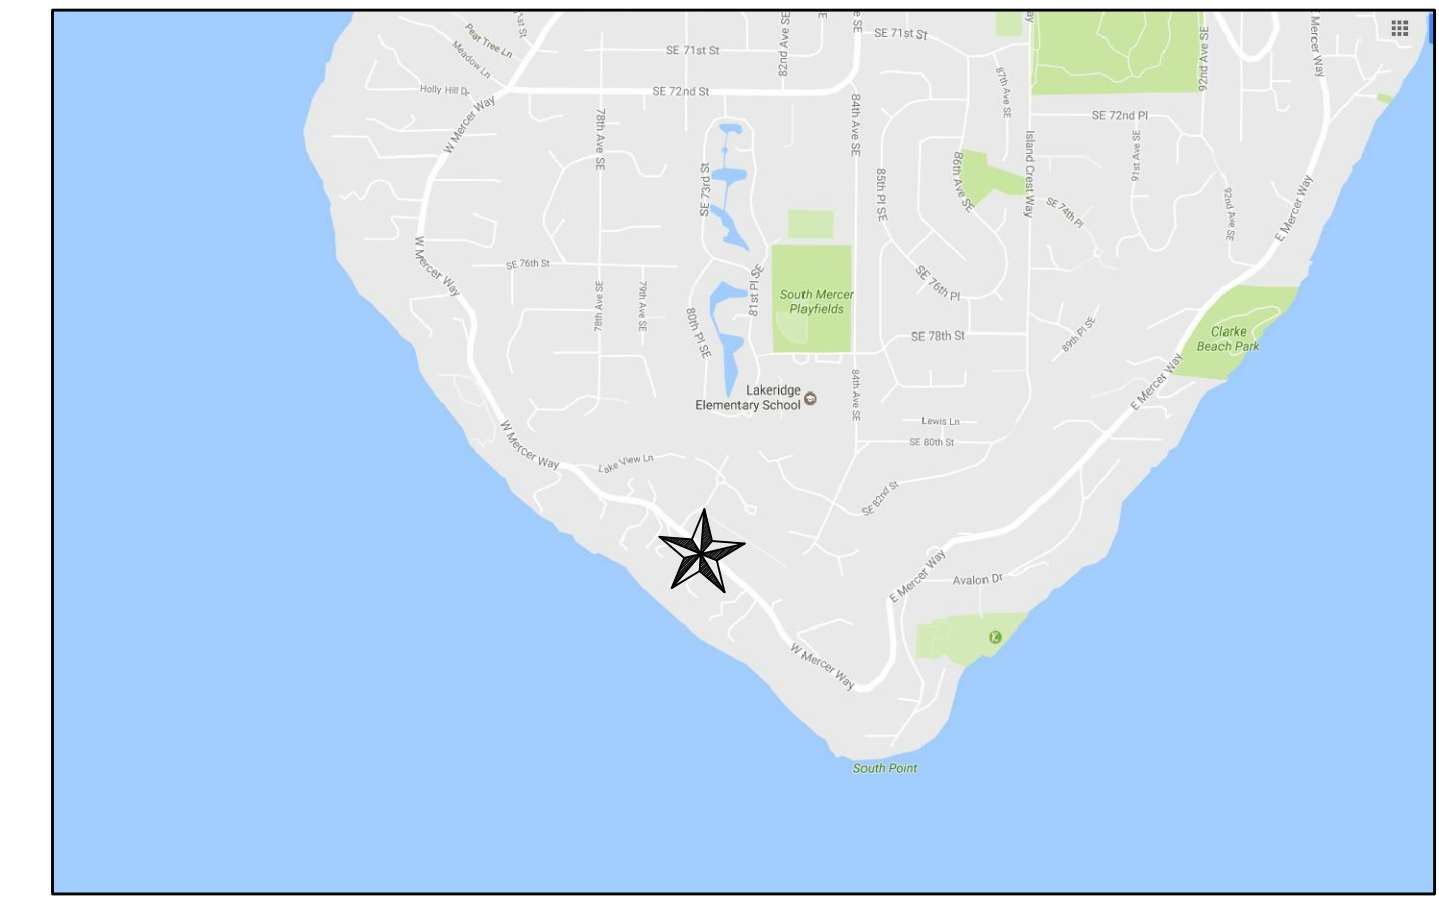 1st St
82nd Ave SE
E
e SE
SE 71st St
ay
92nd Ave SE
E Mercer Way
Pear Tree Ln
Meadow Ln
SE 71st St
87th Ave SE
Holly Hill Dr
SE 72nd St
W Mercer Way
78th Ave SE
84th Ave SE
SE 72nd Pl
Island Crest Way
91st Ave SE
89th Ave SE
SE 73rd St
85th Pl SE
SE 74th Pl
92nd Ave SE
E Mercer Way
W Mercer Way
SE 76th St
81st Pl SE
SE 76th Pl
78th Ave SE
79th Ave SE
80th Pl SE
South Mercer
Playfields
SE 78th St
89th Pl SE
Clarke
Beach Park
E Mercer Way
Lakeridge
Elementary School
84th Ave SE
Lewis Ln
SE 80th St
W Mercer Way
Lake View Ln
SE 82nd St
E Mercer Way
Avalon Dr
W Mercer Way
South Point